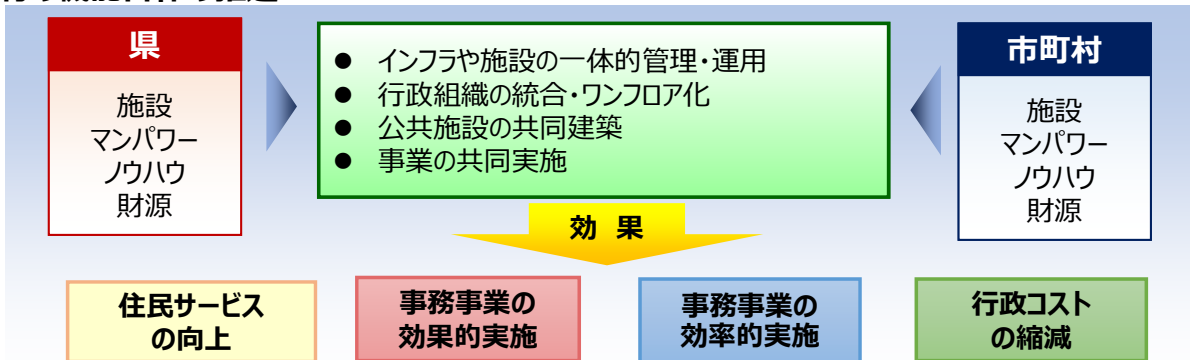 県
施設
マンパワー
ノウハウ
財源
● インフラや施設の一体的管理・運用
● 行政組織の統合・ワンフロア化
● 公共施設の共同建築
● 事業の共同実施
市町村
施設
マンパワー
ノウハウ
財源
効 果
住民サービス
の向上
事務事業の
効果的実施
事務事業の
効率的実施
行政コスト
の縮減